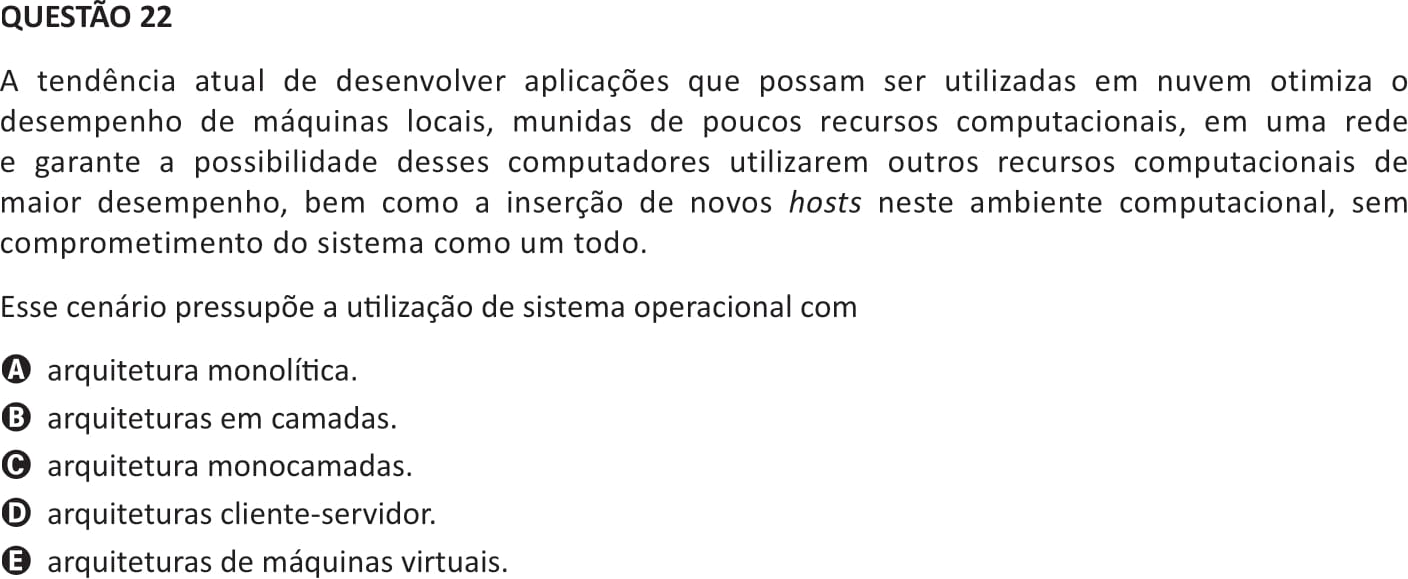 QUESTÃO 22
A tendência atual de desenvolver aplicações que possam ser utilizadas em nuvem otimiza o
desempenho de máquinas locais, munidas de poucos recursos computacionais, em uma rede
e garante a possibilidade desses computadores utilizarem outros recursos computacionais de
maior desempenho, bem como a inserção de novos hosts neste ambiente computacional, sem
comprometimento do sistema como um todo.
Esse cenário pressupõe a utilização de sistema operacional com
A arquitetura monolítica.
B arquiteturas em camadas.
C arquitetura monocamadas.
D arquiteturas cliente-servidor.
E arquiteturas de máquinas virtuais.